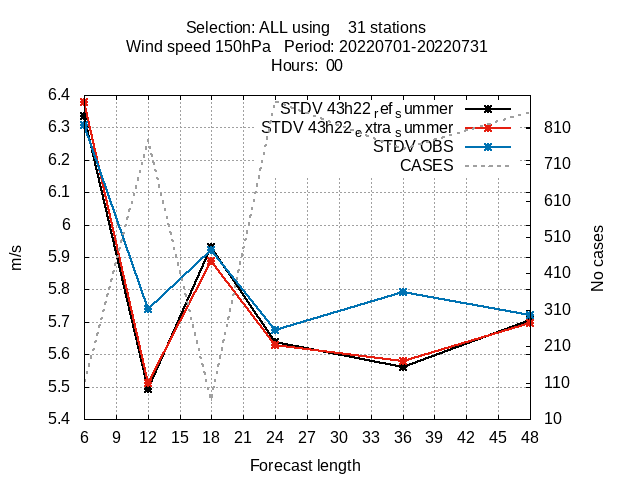 Selection: ALL using 31 stations
Wind speed 150hPa Period: 20220701-20220731
Hours: 00
STDV 43h22ref_summer
STDV 43h22extra_summer
STDV OBS
CASES
6.4
6.3
6.2
6.1
6
5.9
5.8
5.7
5.6
5.5
5.4
m/s
810
710
610
510
410
310
210
110
10
No cases
6 9 12 15 18 21 24 27 30 33 36 39 42 45 48
Forecast length